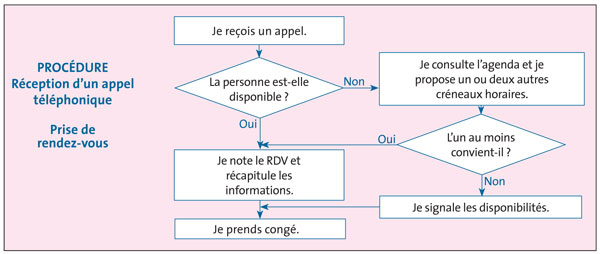 PROCÉDURE
Réception d'un appel
téléphonique
Prise de
rendez-vous
Je reçois un appel.
La personne est-elle
disponible ?
Non
Je consulte l'agenda et je
propose un ou deux autres
créneaux horaires.
Oui
Oui
L'un au moins
convient-il ?
Je note le RDV et
récapitule les
informations.
Non
Je signale les disponibilités.
Je prends congé.